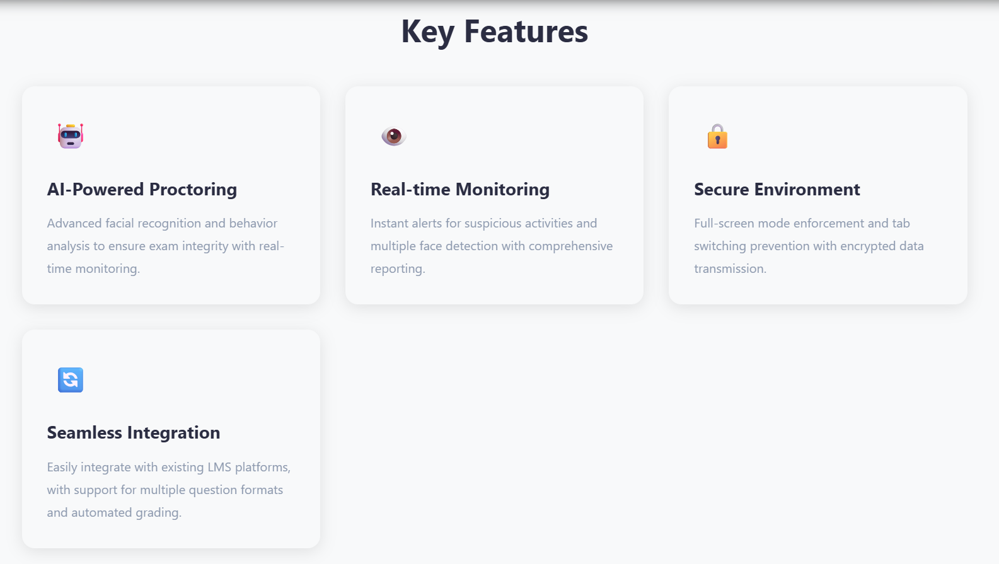 Key Features
AI-Powered Proctoring
Advanced facial recognition and behavior
analysis to ensure exam integrity with real-
time monitoring.
Real-time Monitoring
Instant alerts for suspicious activities and
multiple face detection with comprehensive
reporting.
Secure Environment
Full-screen mode enforcement and tab
switching prevention with encrypted data
transmission.
Seamless Integration
Easily integrate with existing LMS platforms,
with support for multiple question formats
and automated grading.